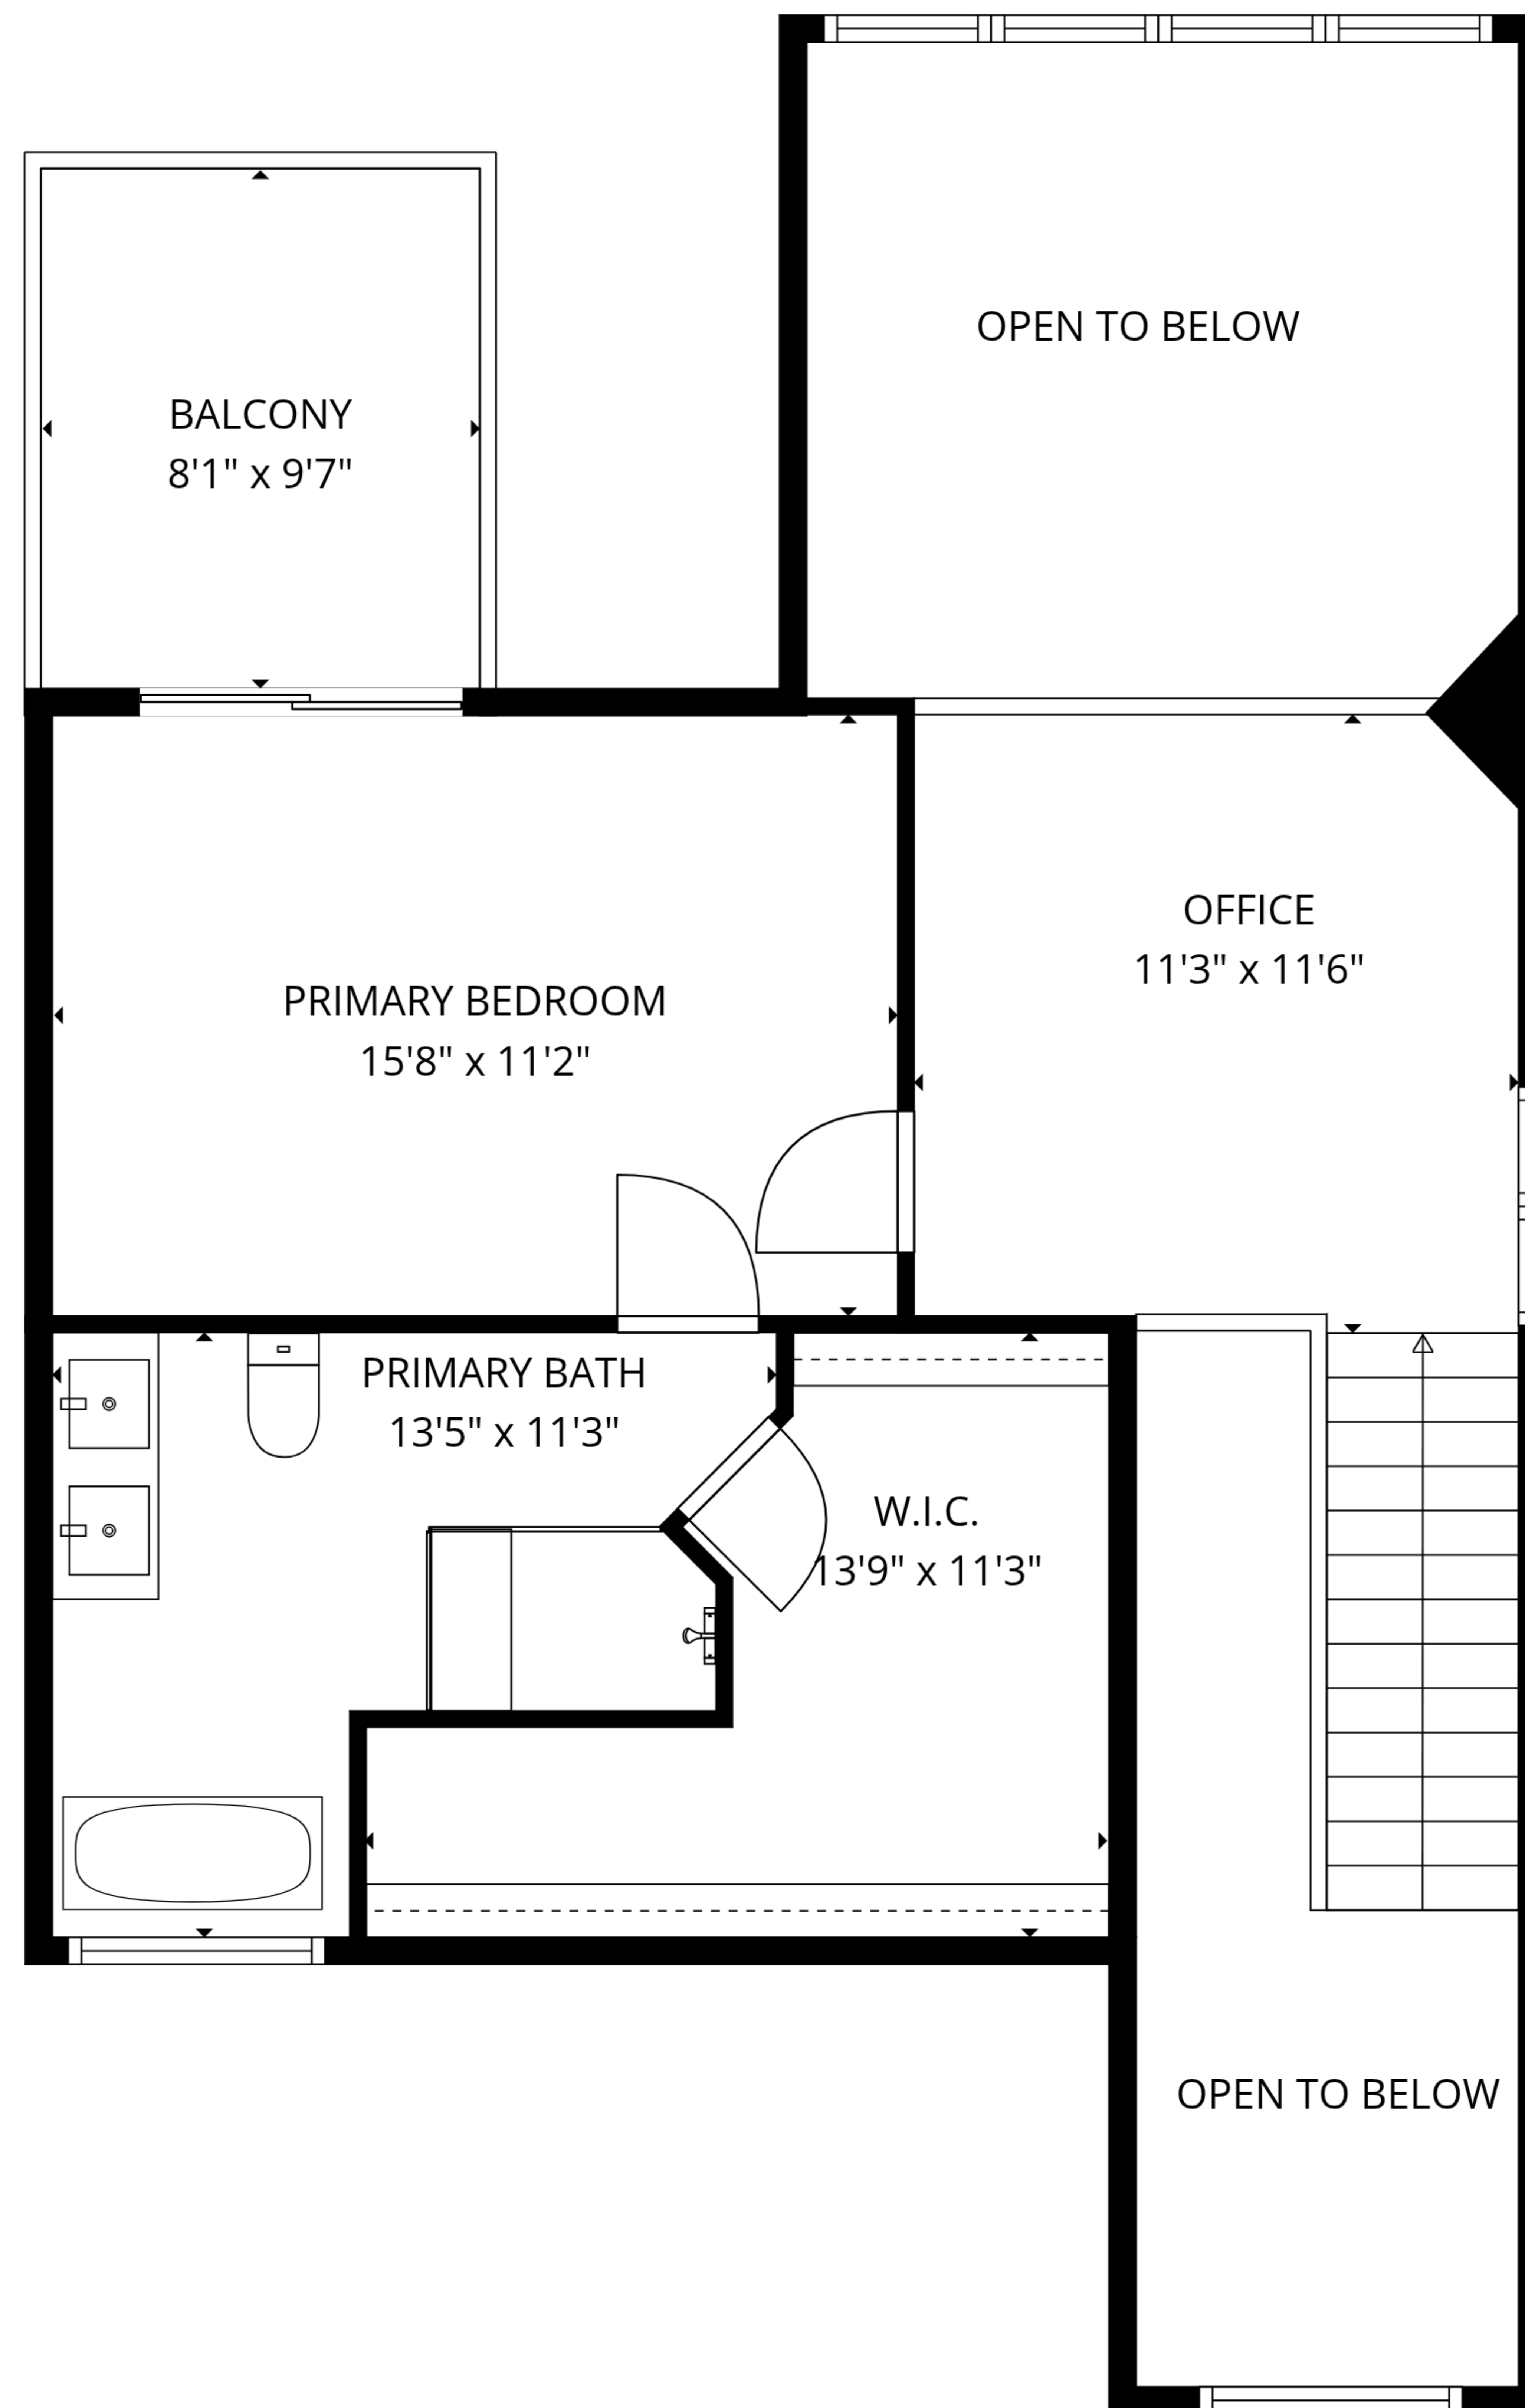 OPEN TO BELOW
BALCONY
8'1" x 9'7"
OFFICE
11'3" x 11'6"
PRIMARY BEDROOM
15'8" x 11'2"
PRIMARY BATH
13'5" x 11'3"
W.I.C.
13'9" x 11'3"
OPEN TO BELOW